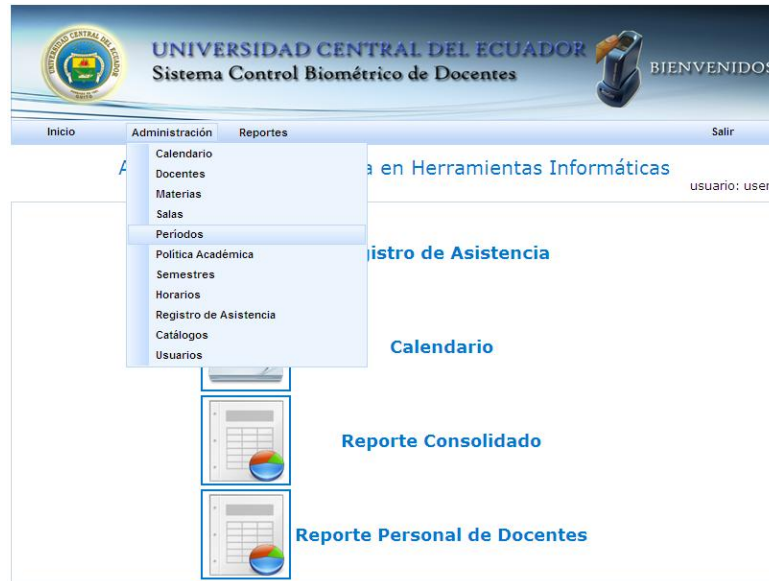 UNIVERSIDAD CENTRAL DEL ECUADOR
Sistema Control Biométrico de Docentes
BIENVENIDOS
Inicio Administración Reportes Salir
en Herramientas Informáticas
usuario: user
Calendario
Docentes
Materias
Salas
Períodos
Política Académica
Semestres
Horarios
Registro de Asistencia
Catálogos
Usuarios
istro de Asistencia
Calendario
Reporte Consolidado
Reporte Personal de Docentes